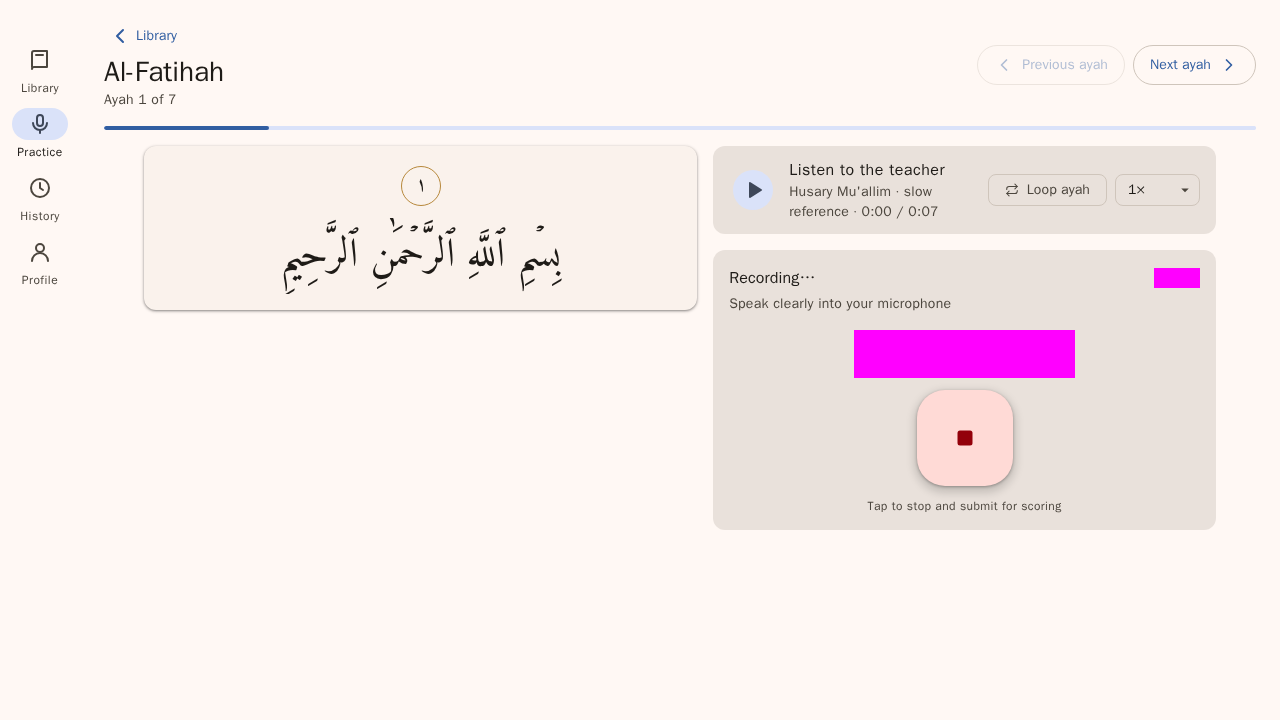 Library
Practice
History
Profile
Library
Al-Fatihah
Ayah 1 of 7
Previous ayah
Next ayah
١
بِسْمِ ٱللَّهِ ٱلرَّحْمَٰنِ ٱلرَّحِيمِ
Listen to the teacher
Husary Mu'allim · slow
reference · 0:00 / 0:07
Loop ayah
1×
Recording…
Speak clearly into your microphone
Tap to stop and submit for scoring